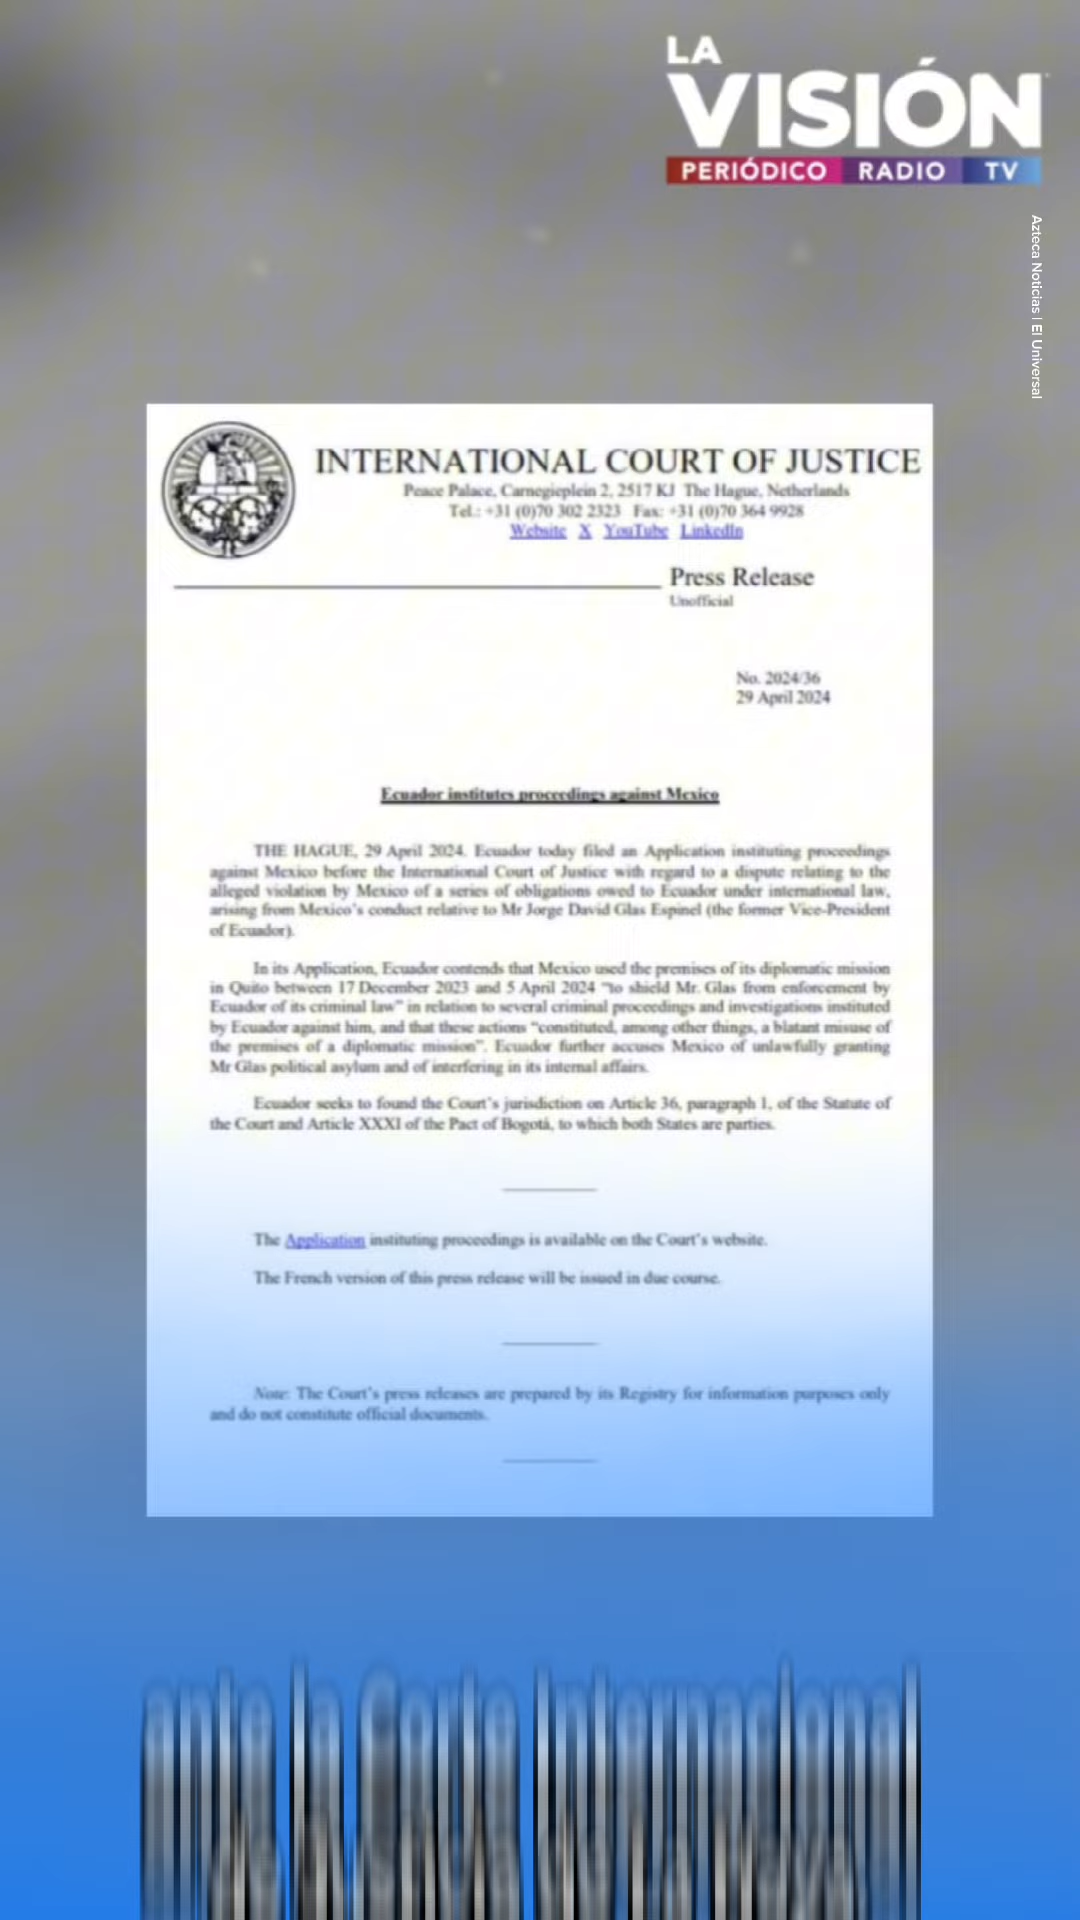 LA
VISIÓN
PERIÓDICO RADIO TV
Azteca Noticias | El Universal
INTERNATIONAL COURT OF JUSTICE
Peace Palace, Carnegieplein 2, 2517 KJ The Hague, Netherlands
Tel.: +31 (0)70 302 2323 Fax: +31 (0)70 364 9928
Website X YouTube LinkedIn
Press Release
Unofficial
No. 2024/36
29 April 2024
Ecuador institutes proceedings against Mexico
THE HAGUE, 29 April 2024. Ecuador today filed an Application instituting proceedings
against Mexico before the International Court of Justice with regard to a dispute relating to the
alleged violation by Mexico of a series of obligations owed to Ecuador under international law,
arising from Mexico's conduct relative to Mr Jorge David Glas Espinel (the former Vice-President
of Ecuador).
In its Application, Ecuador contends that Mexico used the premises of its diplomatic mission
in Quito between 17 December 2023 and 5 April 2024 "to shield Mr. Glas from enforcement by
Ecuador of its criminal law" in relation to several criminal proceedings and investigations instituted
by Ecuador against him, and that these actions "constituted, among other things, a blatant misuse of
the premises of a diplomatic mission". Ecuador further accuses Mexico of unlawfully granting
Mr Glas political asylum and of interfering in its internal affairs.
Ecuador seeks to found the Court's jurisdiction on Article 36, paragraph 1, of the Statute of
the Court and Article XXXI of the Pact of Bogotá, to which both States are parties.
The Application instituting proceedings is available on the Court's website.
The French version of this press release will be issued in due course.
Note: The Court's press releases are prepared by its Registry for information purposes only
and do not constitute official documents.